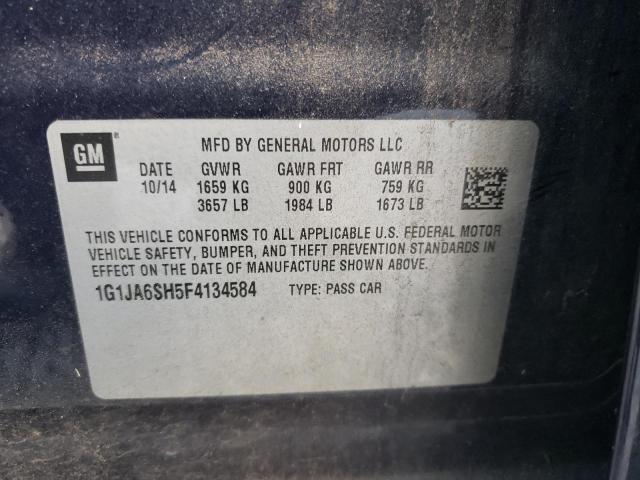 GM
MFD BY GENERAL MOTORS LLC
DATE GVWR GAWR FRT GAWR RR
10/14 1659 KG 900 KG 759 KG
3657 LB 1984 LB 1673 LB
THIS VEHICLE CONFORMS TO ALL APPLICABLE U.S. FEDERAL MOTOR
VEHICLE SAFETY, BUMPER, AND THEFT PREVENTION STANDARDS IN
EFFECT ON THE DATE OF MANUFACTURE SHOWN ABOVE.
1G1JA6SH5F4134584 TYPE: PASS CAR